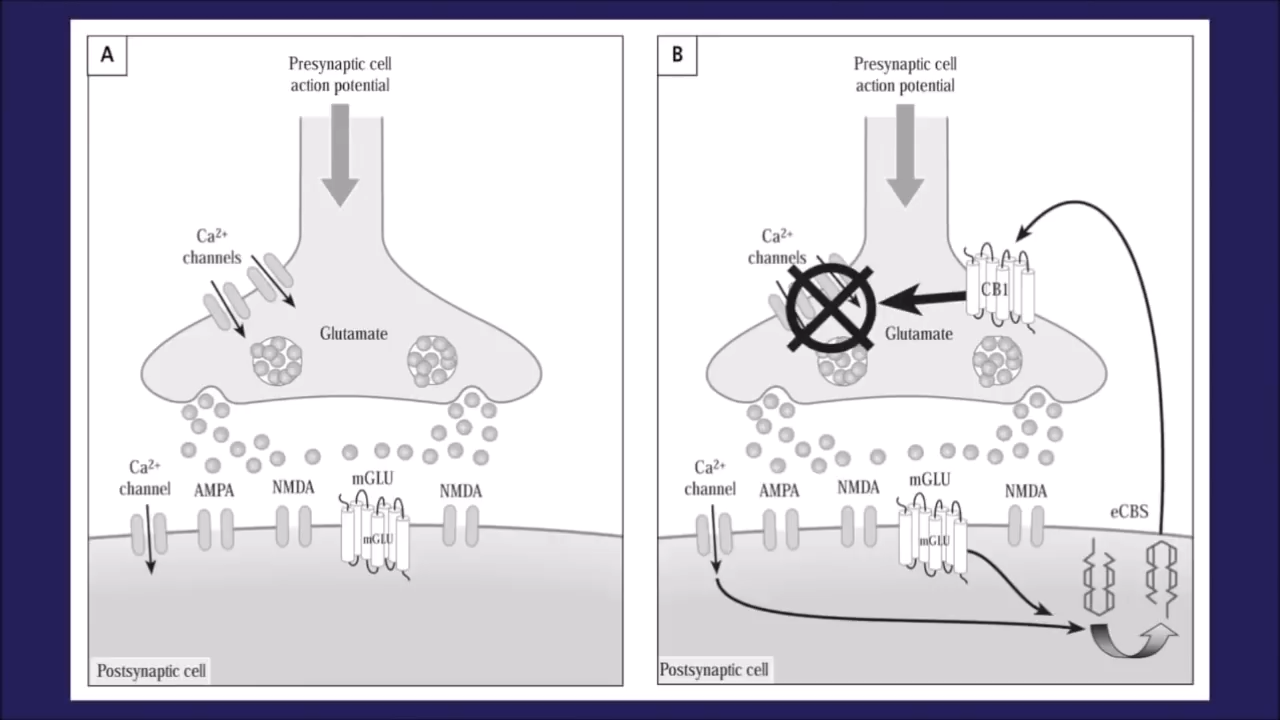 A
Presynaptic cell
action potential
Ca²⁺
channels
Glutamate
Ca²⁺
channel
AMPA
NMDA
mGLU
NMDA
mGLU
Postsynaptic cell
B
Presynaptic cell
action potential
Ca²⁺
channels
CB1
Glutamate
Ca²⁺
channel
AMPA
NMDA
mGLU
NMDA
eCBS
mGLU
Postsynaptic cell